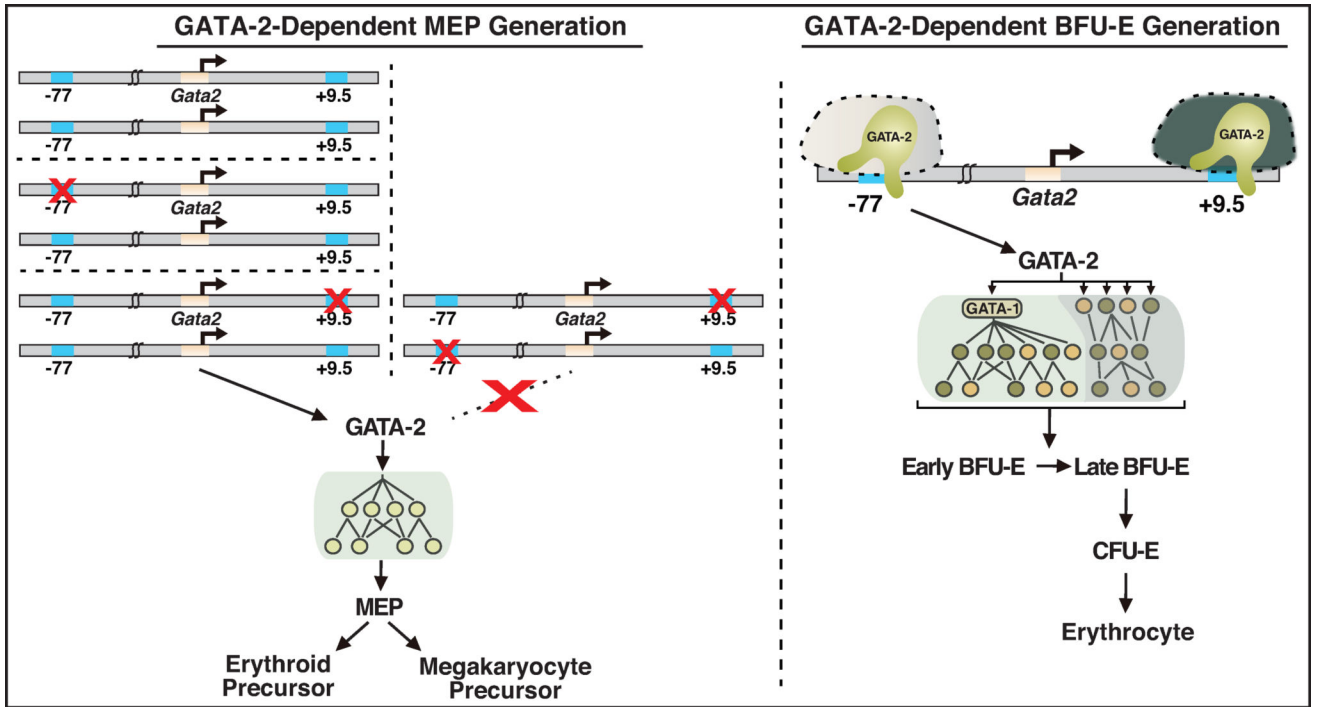 GATA-2-Dependent MEP Generation
-77 Gata2 +9.5
-77 +9.5
-77 Gata2 +9.5
-77 +9.5
-77 Gata2 +9.5
-77 +9.5
-77 Gata2 +9.5
-77 +9.5
GATA-2
MEP
Erythroid
Precursor
Megakaryocyte
Precursor
GATA-2-Dependent BFU-E Generation
GATA-2
GATA-2
-77 Gata2 +9.5
GATA-2
GATA-1
Early BFU-E Late BFU-E
CFU-E
Erythrocyte